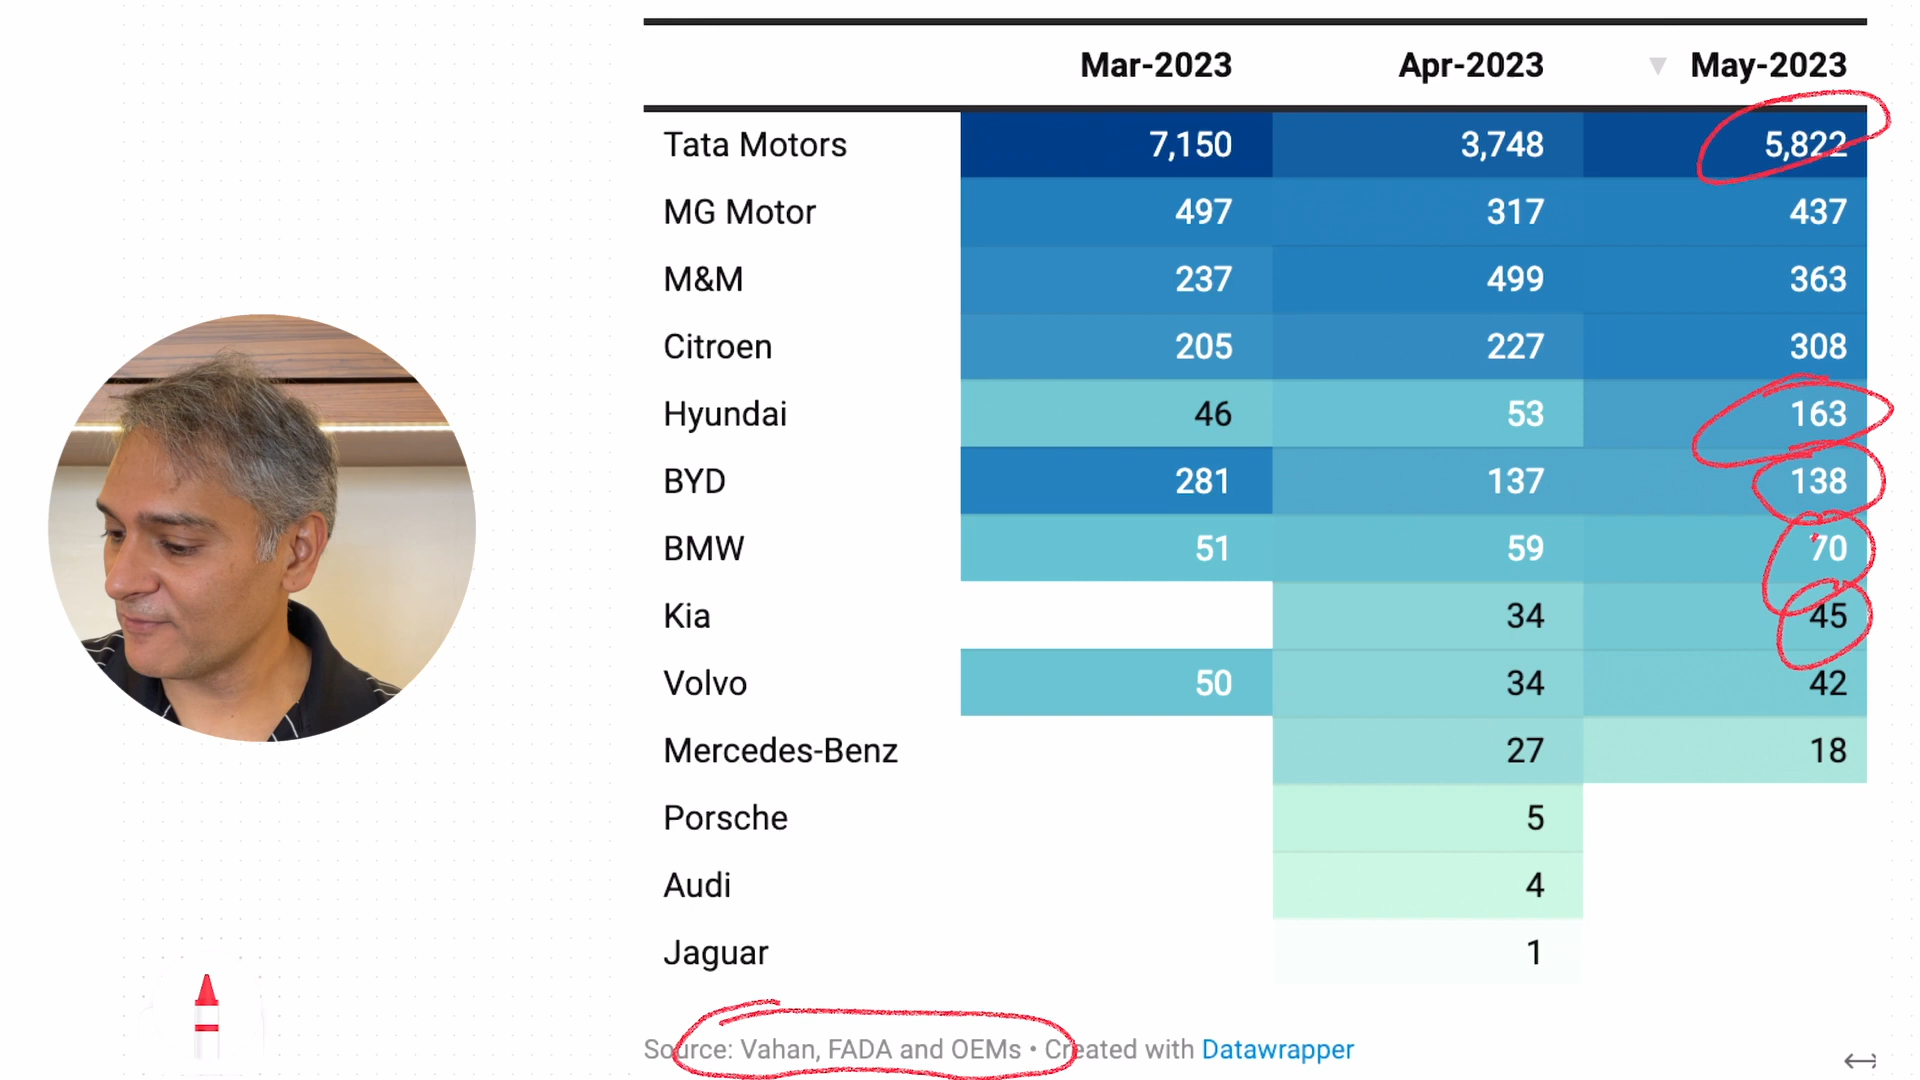 Mar-2023 Apr-2023 ▼ May-2023
Tata Motors 7,150 3,748 5,822
MG Motor 497 317 437
M&M 237 499 363
Citroen 205 227 308
Hyundai 46 53 163
BYD 281 137 138
BMW 51 59 70
Kia 34 45
Volvo 50 34 42
Mercedes-Benz 27 18
Porsche 5
Audi 4
Jaguar 1
Source: Vahan, FADA and OEMs • Created with Datawrapper